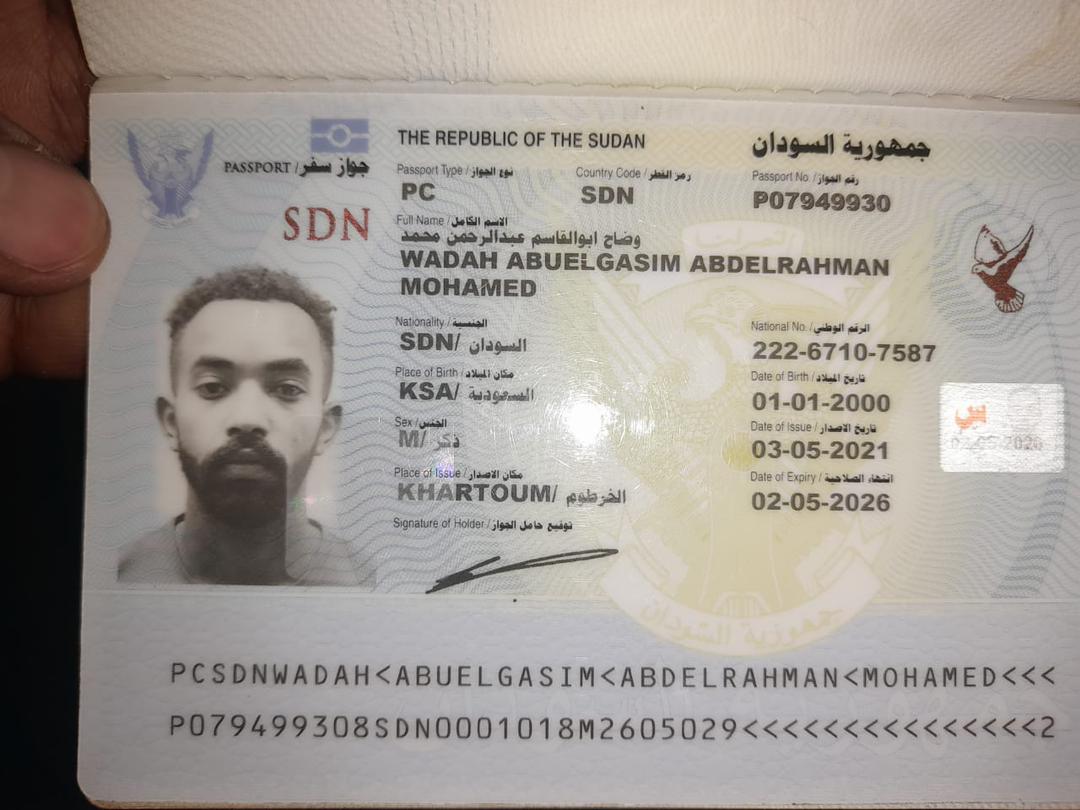 THE REPUBLIC OF THE SUDAN جمهورية السودان
PASSPORT / جواز سفر
Passport Type / نوع الجواز Country Code / رمز القطر Passport No. / رقم الجواز
PC SDN P07949930
SDN
Full Name / الاسم الكامل
وضاح ابوالقاسم عبدالرحمن محمد
WADAH ABUELGASIM ABDELRAHMAN
MOHAMED
Nationality / الجنسية National No. / الرقم الوطني
SDN/ السودان 222-6710-7587
Place of Birth / مكان الميلاد Date of Birth / تاريخ الميلاد
KSA/ السعودية 01-01-2000
Sex / الجنس Date of Issue / تاريخ الاصدار
M/ ذكر 03-05-2021
Place of Issue / مكان الاصدار Date of Expiry / انتهاء الصلاحية
KHARTOUM/ الخرطوم 02-05-2026
Signature of Holder / توقيع حامل الجواز
جمهورية السودان
PCSDNWADAH<ABUELGASIM<ABDELRAHMAN<MOHAMED<<<
P079499308SDN0001018M2605029<<<<<<<<<<<<<<<2